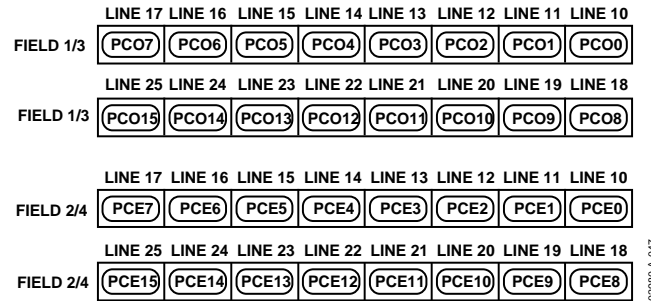 LINE 17 LINE 16 LINE 15 LINE 14 LINE 13 LINE 12 LINE 11 LINE 10
FIELD 1/3 PCO7 PCO6 PCO5 PCO4 PCO3 PCO2 PCO1 PCO0
LINE 25 LINE 24 LINE 23 LINE 22 LINE 21 LINE 20 LINE 19 LINE 18
FIELD 1/3 PCO15 PCO14 PCO13 PCO12 PCO11 PCO10 PCO9 PCO8
LINE 17 LINE 16 LINE 15 LINE 14 LINE 13 LINE 12 LINE 11 LINE 10
FIELD 2/4 PCE7 PCE6 PCE5 PCE4 PCE3 PCE2 PCE1 PCE0
LINE 25 LINE 24 LINE 23 LINE 22 LINE 21 LINE 20 LINE 19 LINE 18
FIELD 2/4 PCE15 PCE14 PCE13 PCE12 PCE11 PCE10 PCE9 PCE8